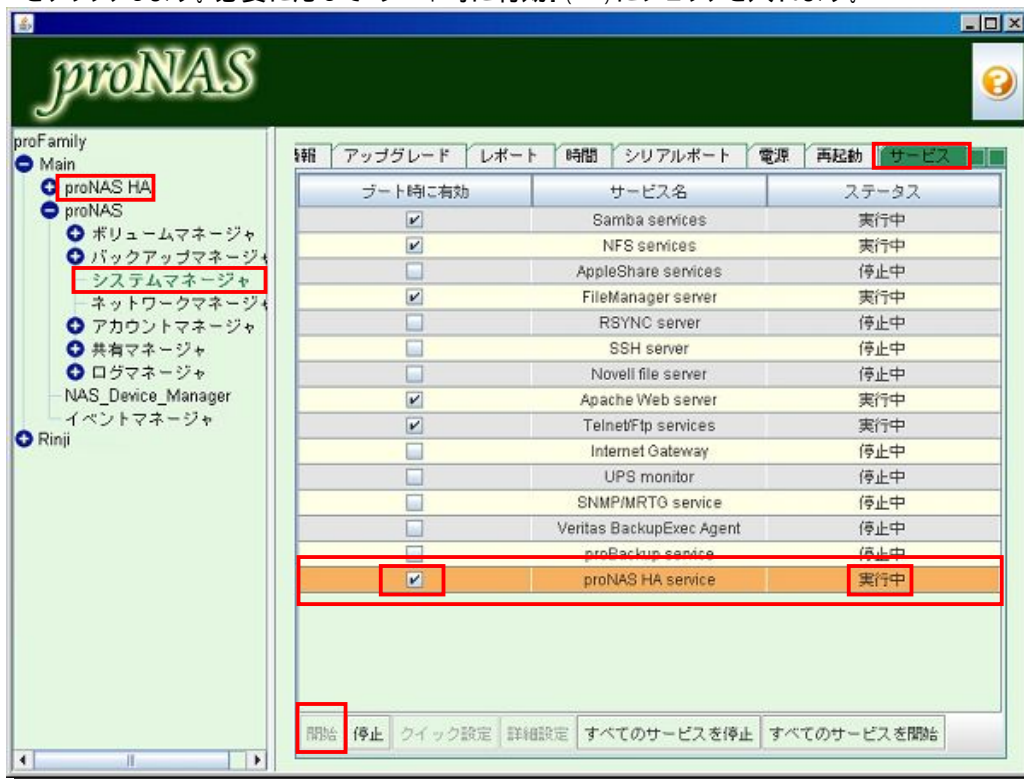 proNAS
proFamily
Main
proNAS HA
proNAS
ボリュームマネージャ
バックアップマネージャ
システムマネージャ
ネットワークマネージャ
アカウントマネージャ
共有マネージャ
ログマネージャ
NAS_Device_Manager
イベントマネージャ
Rinji
情報 アップグレード レポート 時間 シリアルポート 電源 再起動 サービス
ブート時に有効 サービス名 ステータス
Samba services 実行中
NFS services 実行中
AppleShare services 停止中
FileManager server 実行中
RSYNC server 停止中
SSH server 停止中
Novell file server 停止中
Apache Web server 実行中
Telnet/Ftp services 実行中
Internet Gateway 停止中
UPS monitor 停止中
SNMP/MRTG service 停止中
Veritas BackupExec Agent 停止中
proBackup service 停止中
proNAS HA service 実行中
開始 停止 クイック設定 詳細設定 すべてのサービスを停止 すべてのサービスを開始